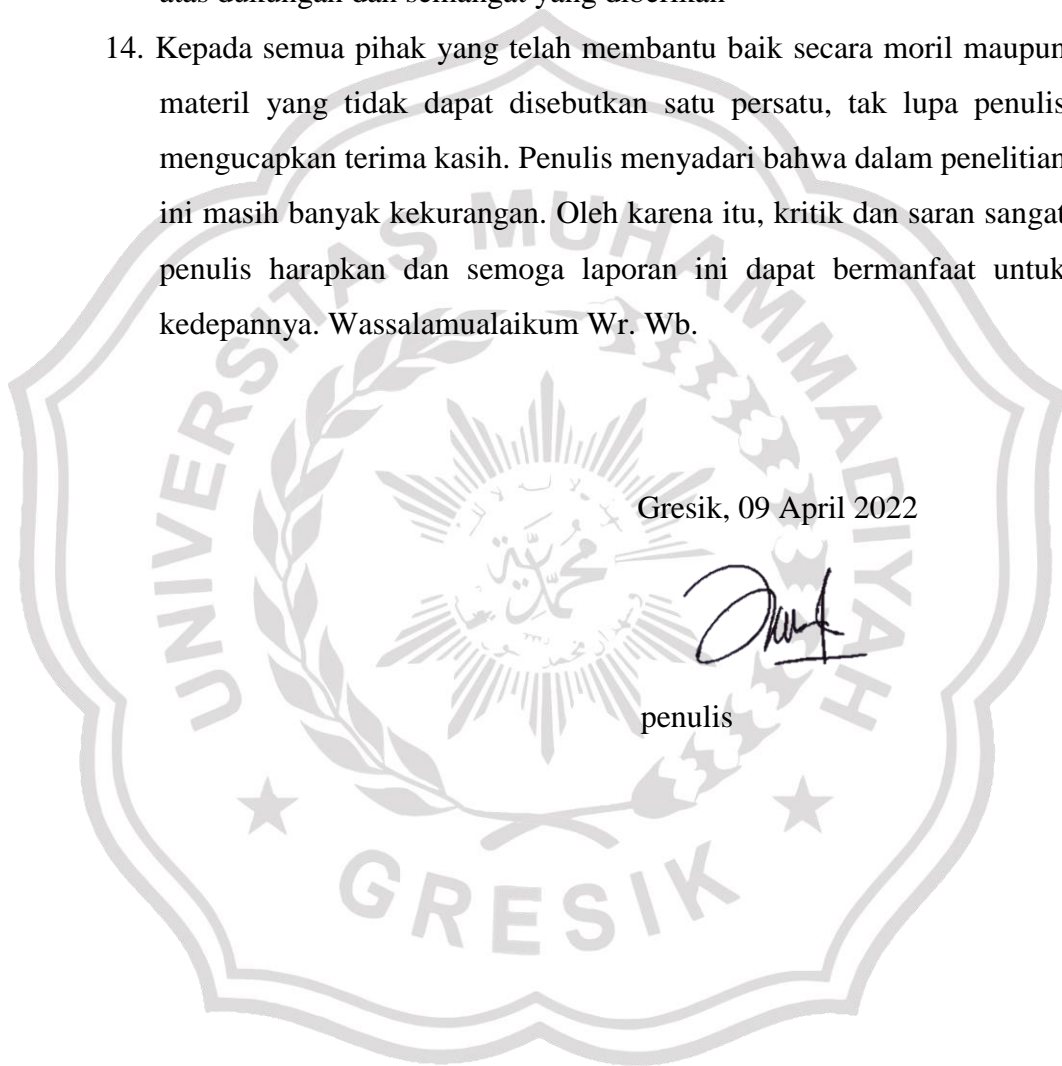 atas dukungan dan semangat yang diberikan
14. Kepada semua pihak yang telah membantu baik secara moril maupun
materil yang tidak dapat disebutkan satu persatu, tak lupa penulis
mengucapkan terima kasih. Penulis menyadari bahwa dalam penelitian
ini masih banyak kekurangan. Oleh karena itu, kritik dan saran sangat
penulis harapkan dan semoga laporan ini dapat bermanfaat untuk
kedepannya. Wassalamualaikum Wr. Wb.
UNIVERSITAS MUHAMMADIYAH
Gresik, 09 April 2022
penulis
GRESIK